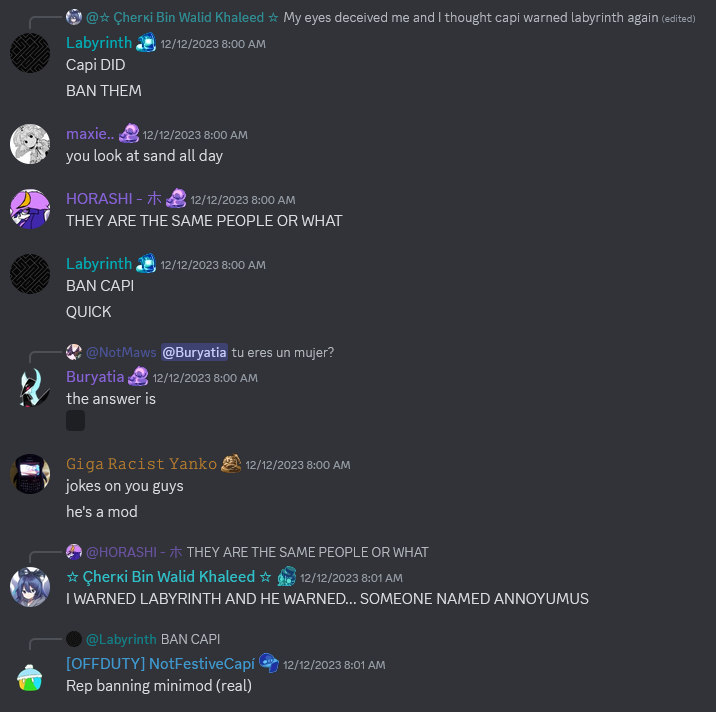 @☆ Çherкi Bin Walid Khaleed ☆ My eyes deceived me and I thought capi warned labyrinth again (edited)
Labyrinth 12/12/2023 8:00 AM
Capi DID
BAN THEM
maxie.. 12/12/2023 8:00 AM
you look at sand all day
HORASHI - ホ 12/12/2023 8:00 AM
THEY ARE THE SAME PEOPLE OR WHAT
Labyrinth 12/12/2023 8:00 AM
BAN CAPI
QUICK
@NotMaws @Buryatia tu eres un mujer?
Buryatia 12/12/2023 8:00 AM
the answer is
Giga Racist Yanko 12/12/2023 8:00 AM
jokes on you guys
he's a mod
@HORASHI - ホ THEY ARE THE SAME PEOPLE OR WHAT
☆ Çherкi Bin Walid Khaleed ☆ 12/12/2023 8:01 AM
I WARNED LABYRINTH AND HE WARNED... SOMEONE NAMED ANNOYUMUS
@Labyrinth BAN CAPI
[OFFDUTY] NotFestiveCapí 12/12/2023 8:01 AM
Rep banning minimod (real)